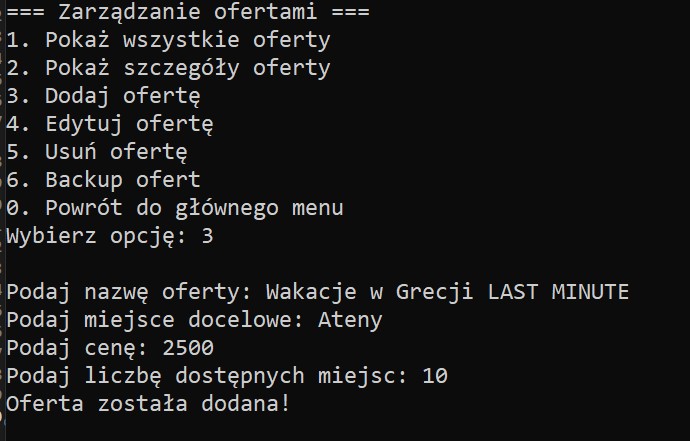 === Zarządzanie ofertami ===
1. Pokaż wszystkie oferty
2. Pokaż szczegóły oferty
3. Dodaj ofertę
4. Edytuj ofertę
5. Usuń ofertę
6. Backup ofert
0. Powrót do głównego menu
Wybierz opcję: 3

Podaj nazwę oferty: Wakacje w Grecji LAST MINUTE
Podaj miejsce docelowe: Ateny
Podaj cenę: 2500
Podaj liczbę dostępnych miejsc: 10
Oferta została dodana!